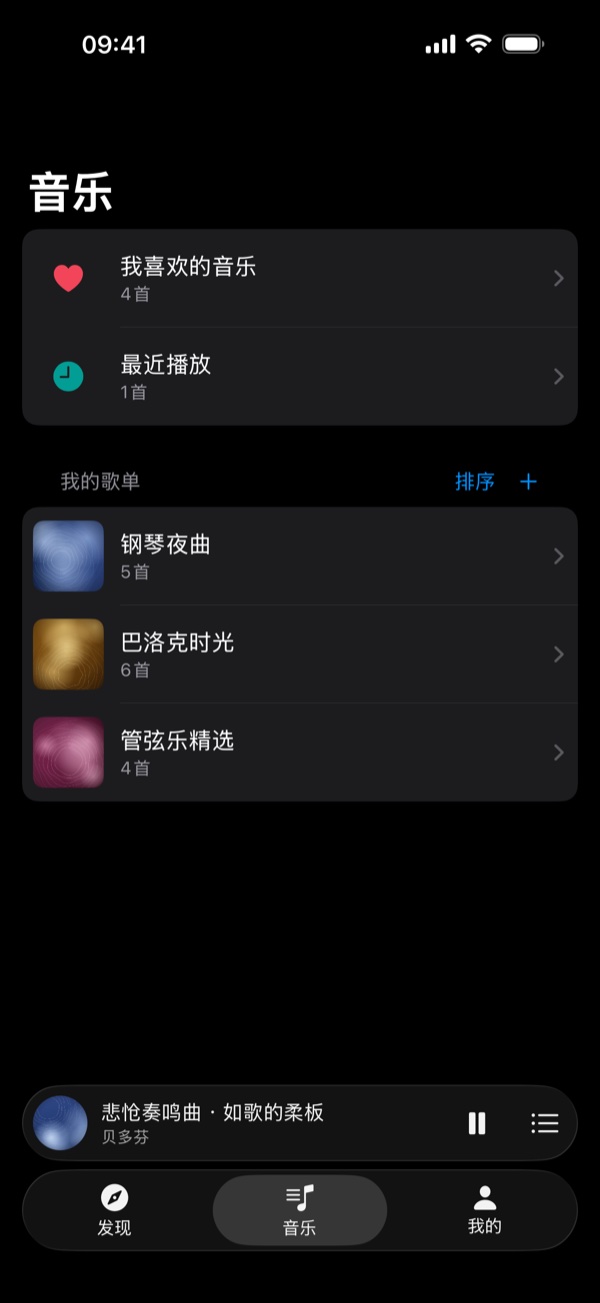 09:41
音乐
我喜欢的音乐
4首
最近播放
1首
我的歌单
排序
钢琴夜曲
5首
巴洛克时光
6首
管弦乐精选
4首
悲怆奏鸣曲 · 如歌的柔板
贝多芬
发现
音乐
我的